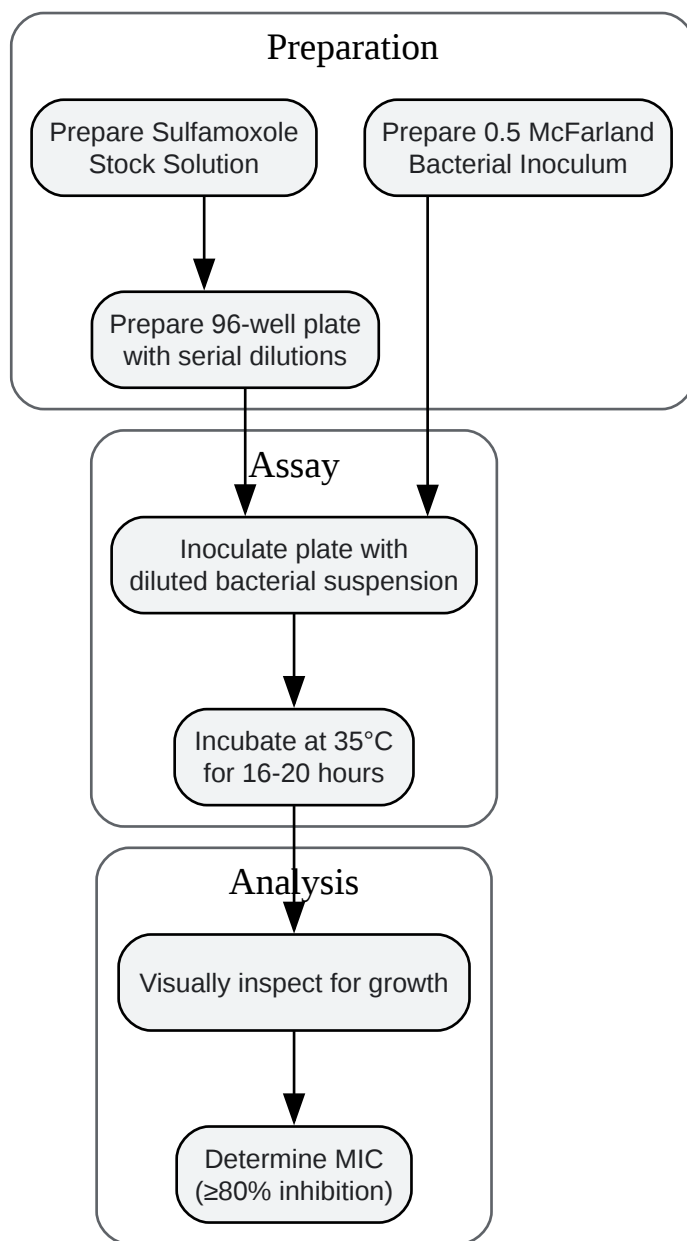 Preparation
Prepare Sulfamoxole
Stock Solution
Prepare 0.5 McFarland
Bacterial Inoculum
Prepare 96-well plate
with serial dilutions
Assay
Inoculate plate with
diluted bacterial suspension
Incubate at 35°C
for 16-20 hours
Analysis
Visually inspect for growth
Determine MIC
(≥80% inhibition)